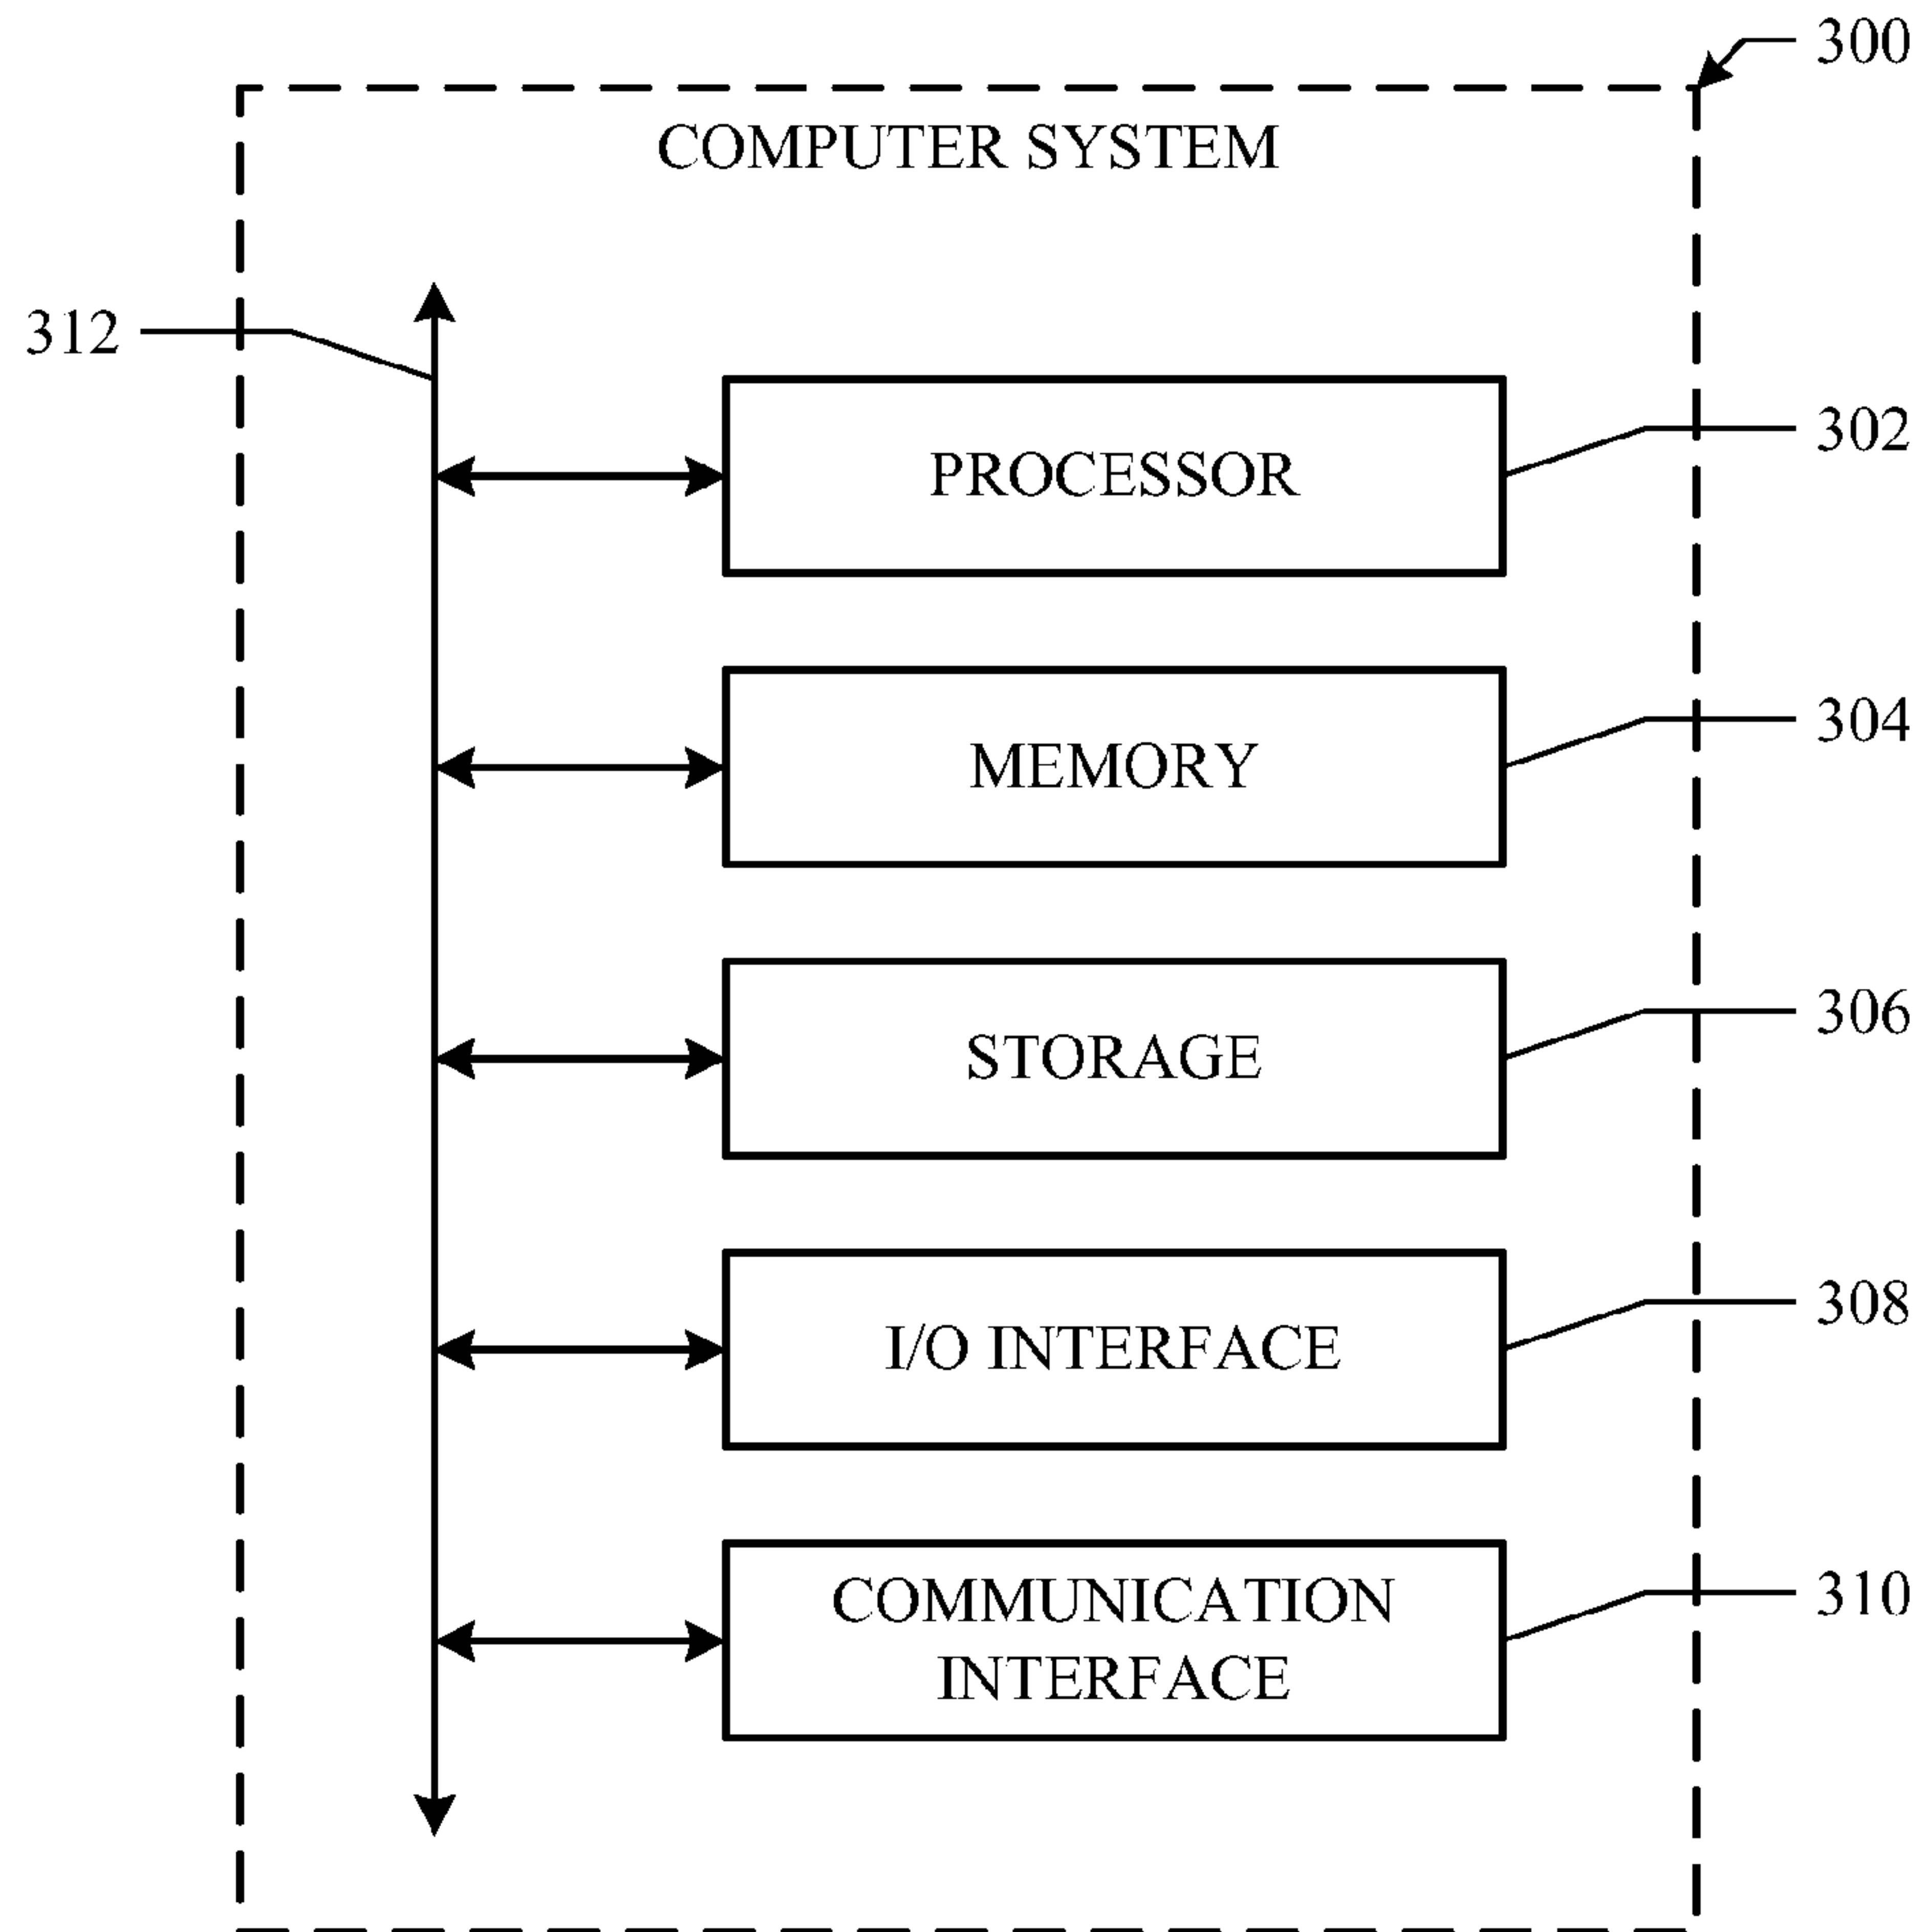 300
COMPUTER SYSTEM
312
PROCESSOR
302
MEMORY
304
STORAGE
306
I/O INTERFACE
308
COMMUNICATION
INTERFACE
310